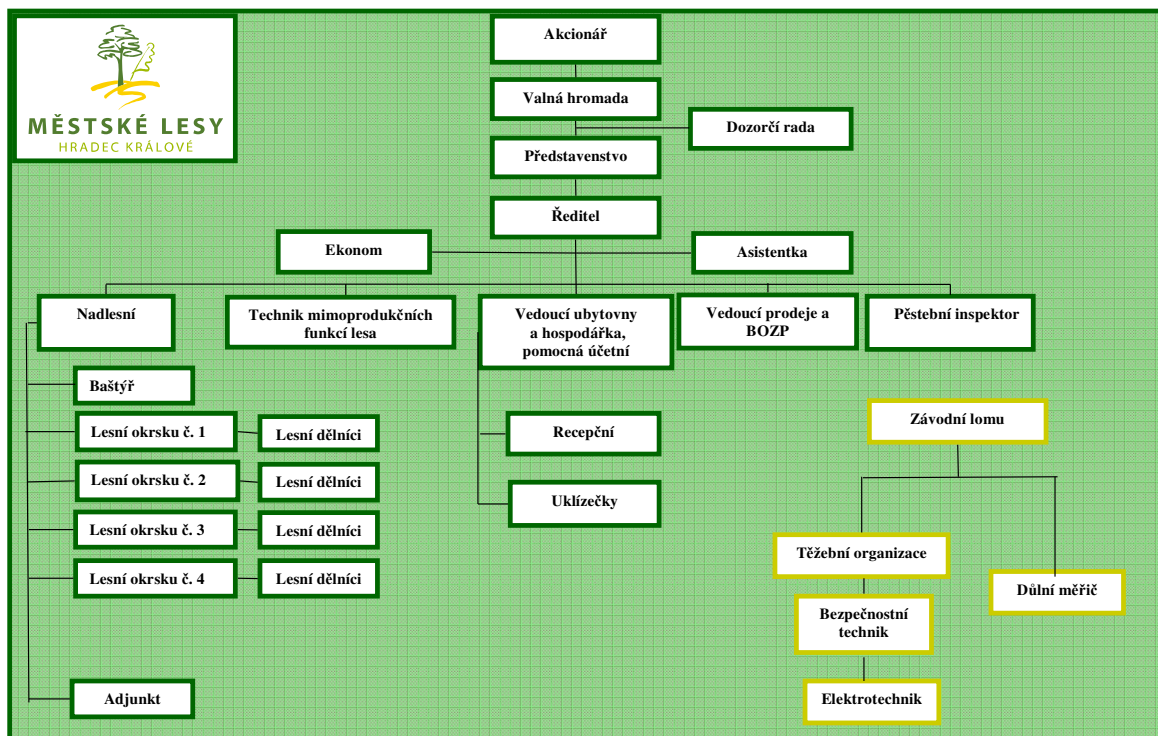 MĚSTSKÉ LESY
HRADEC KRÁLOVÉ
Akcionář
Valná hromada
Dozorčí rada
Představenstvo
Ředitel
Ekonom
Asistentka
Nadlesní
Technik mimoprodukčních
funkcí lesa
Vedoucí ubytovny
a hospodářka,
pomocná účetní
Vedoucí prodeje a
BOZP
Pěstební inspektor
Baštýř
Lesní okrsku č. 1
Lesní dělníci
Lesní okrsku č. 2
Lesní dělníci
Lesní okrsku č. 3
Lesní dělníci
Lesní okrsku č. 4
Lesní dělníci
Adjunkt
Recepční
Uklízečky
Závodní lomu
Těžební organizace
Důlní měřič
Bezpečnostní
technik
Elektrotechnik